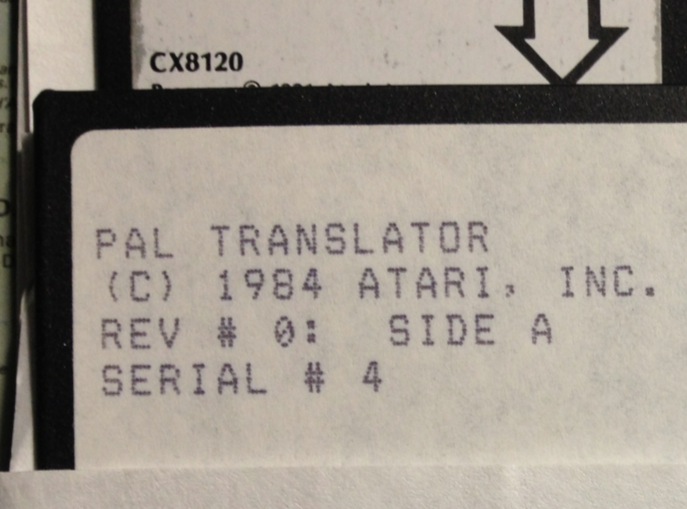 CX8120
PAL TRANSLATOR
(C) 1984 ATARI, INC.
REV # 0: SIDE A
SERIAL # 4